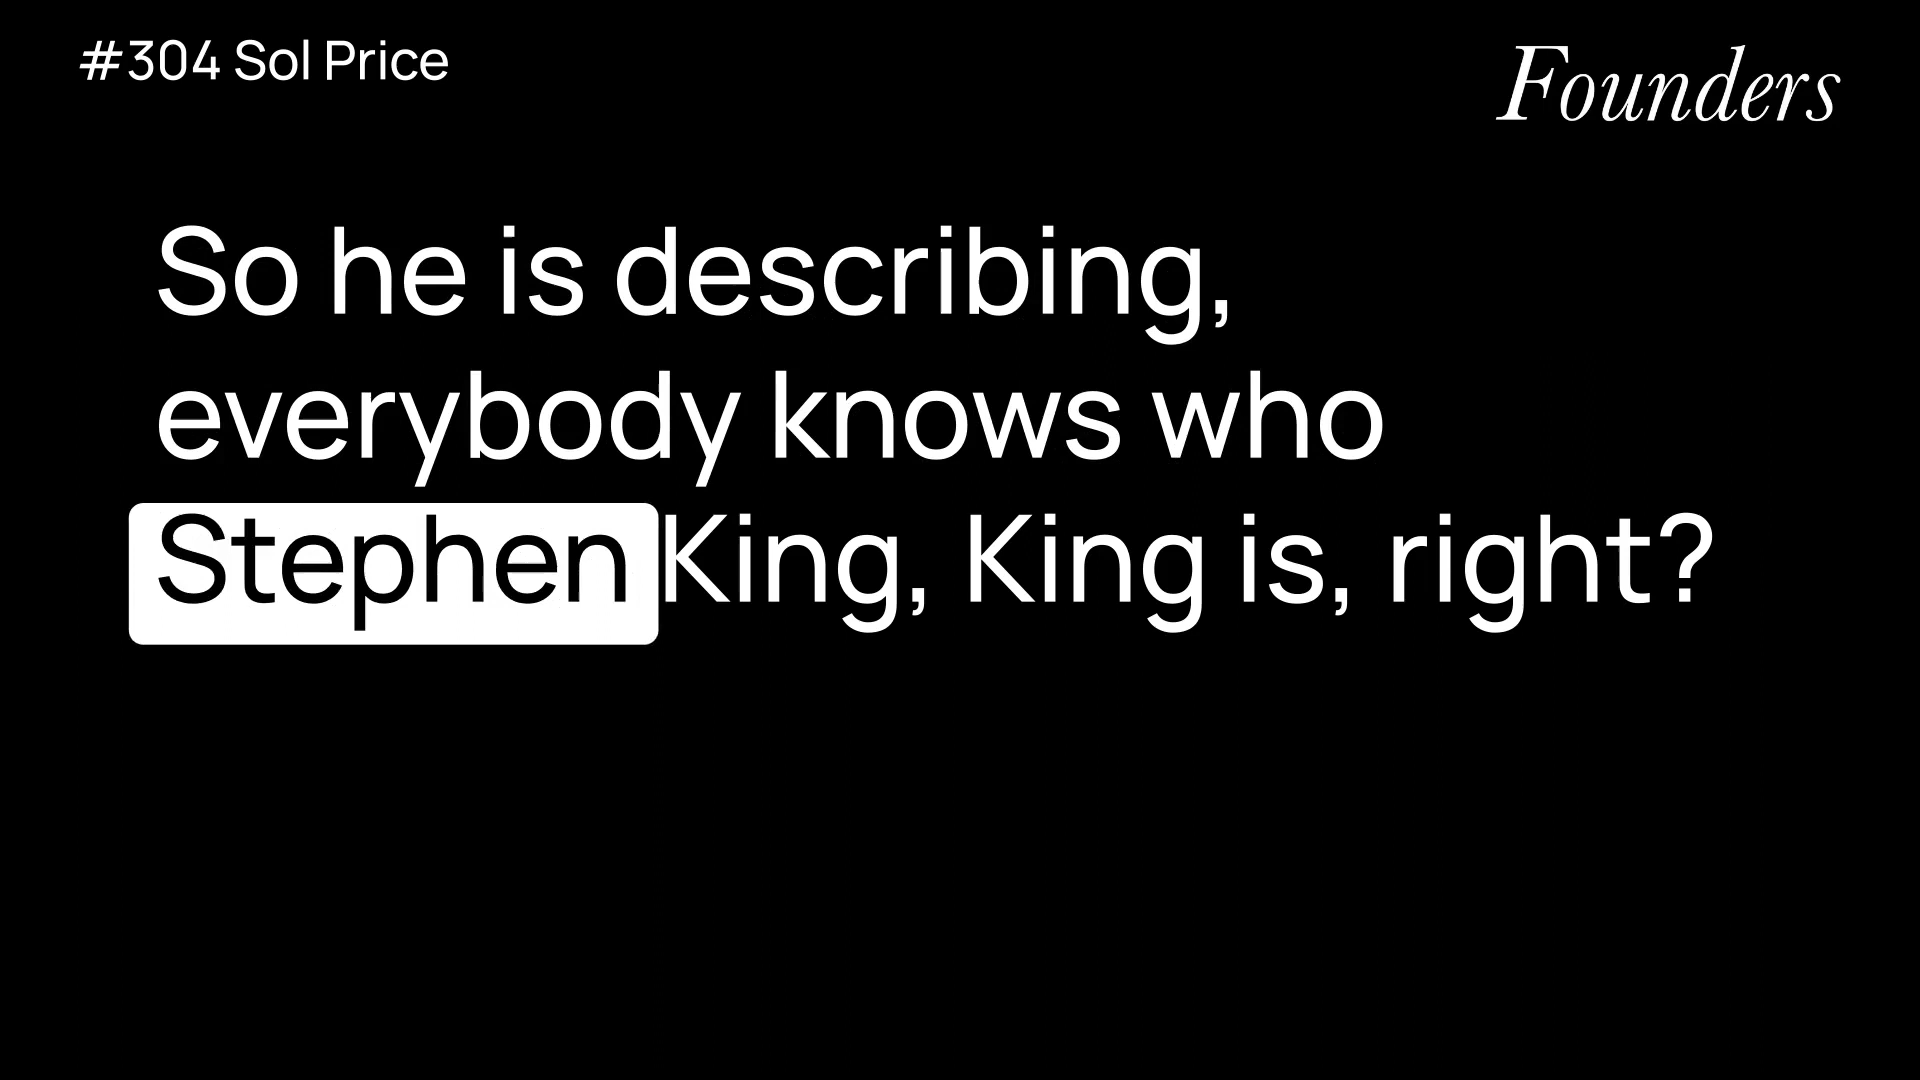 #304 Sol Price
Founders
So he is describing,
everybody knows who
Stephen King, King is, right?